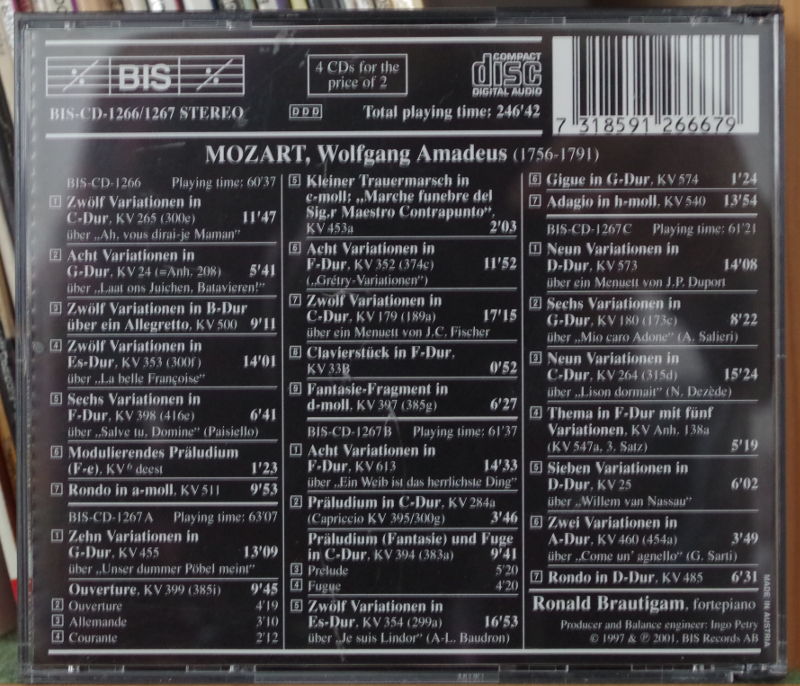 BIS
4 CDs for the
price of 2
COMPACT
disc
DIGITAL AUDIO
BIS-CD-1266/1267 STEREO
DDD
Total playing time: 246'42
7 318591 266679
MOZART, Wolfgang Amadeus (1756-1791)
BIS-CD-1266 Playing time: 60'37
1 Zwölf Variationen in
C-Dur, KV 265 (300e) 11'47
über „Ah, vous dirai-je Maman"
2 Acht Variationen in
G-Dur, KV 24 (=Anh. 208) 5'41
über „Laat ons Juichen, Batavieren!"
3 Zwölf Variationen in B-Dur
über ein Allegretto, KV 500 9'11
4 Zwölf Variationen in
Es-Dur, KV 353 (300f) 14'01
über „La belle Françoise"
5 Sechs Variationen in
F-Dur, KV 398 (416e) 6'41
über „Salve tu, Domine" (Paisiello)
6 Modulierendes Präludium
(F-e), KV⁶ deest 1'23
7 Rondo in a-moll, KV 511 9'53
BIS-CD-1267A Playing time: 63'07
1 Zehn Variationen in
G-Dur, KV 455 13'09
über „Unser dummer Pöbel meint"
Ouverture, KV 399 (385i) 9'45
2 Ouverture 4'19
3 Allemande 3'10
4 Courante 2'12
5 Kleiner Trauermarsch in
c-moll; „Marche funebre del
Sig.r Maestro Contrapunto",
KV 453a 2'03
6 Acht Variationen in
F-Dur, KV 352 (374c) 11'52
(„Grétry-Variationen")
7 Zwölf Variationen in
C-Dur, KV 179 (189a) 17'15
über ein Menuett von J.C. Fischer
8 Clavierstück in F-Dur,
KV 33B 0'52
9 Fantasie-Fragment in
d-moll, KV 397 (385g) 6'27
BIS-CD-1267B Playing time: 61'37
1 Acht Variationen in
F-Dur, KV 613 14'33
über „Ein Weib ist das herrlichste Ding"
2 Präludium in C-Dur, KV 284a
(Capriccio KV 395/300g) 3'46
Präludium (Fantasie) und Fuge
in C-Dur, KV 394 (383a) 9'41
3 Prelude 5'20
4 Fugue 4'20
5 Zwölf Variationen in
Es-Dur, KV 354 (299a) 16'53
über „Je suis Lindor" (A-L. Baudron)
6 Gigue in G-Dur, KV 574 1'24
7 Adagio in h-moll, KV 540 13'54
BIS-CD-1267C Playing time: 61'21
1 Neun Variationen in
D-Dur, KV 573 14'08
über ein Menuett von J.P. Duport
2 Sechs Variationen in
G-Dur, KV 180 (173c) 8'22
über „Mio caro Adone" (A. Salieri)
3 Neun Variationen in
C-Dur, KV 264 (315d) 15'24
über „Lison dormait" (N. Dezède)
4 Thema in F-Dur mit fünf
Variationen, KV Anh. 138a
(KV 547a, 3. Satz) 5'19
5 Sieben Variationen in
D-Dur, KV 25 6'02
über „Willem van Nassau"
6 Zwei Variationen in
A-Dur, KV 460 (454a) 3'49
über „Come un' agnello" (G. Sarti)
7 Rondo in D-Dur, KV 485 6'31
Ronald Brautigam, fortepiano
Producer and Balance engineer: Ingo Petry
© 1997 & ℗ 2001, BIS Records AB
MADE IN AUSTRIA